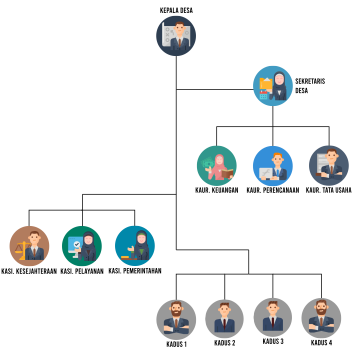 KEPALA DESA
SEKRETARIS
DESA
KAUR. KEUANGAN
KAUR. PERENCANAAN
KAUR. TATA USAHA
KASI. KESEJAHTERAAN
KASI. PELAYANAN
KASI. PEMERINTAHAN
KADUS 1
KADUS 2
KADUS 3
KADUS 4